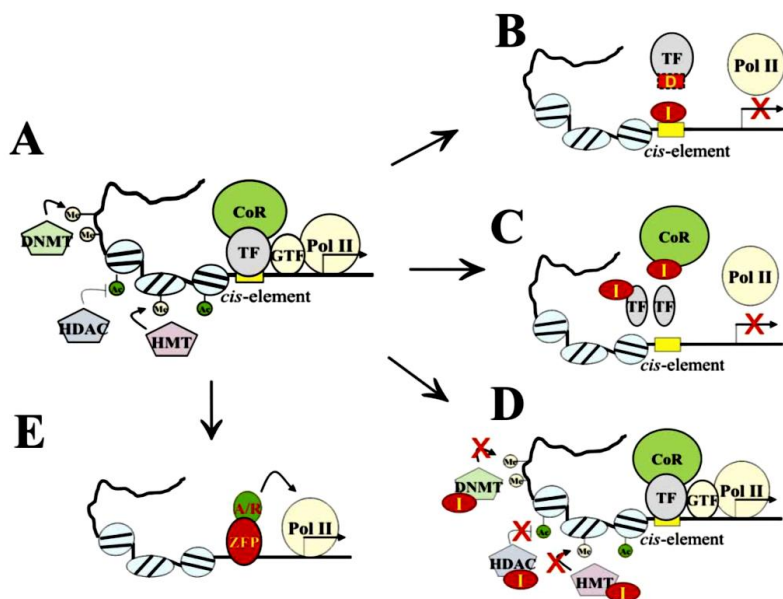 A
DNMT
Me
Me
Ac
HDAC
Me
HMT
Ac
CoR
TF
GTF
Pol II
cis-element
B
TF
D
I
Pol II
X
cis-element
C
CoR
I
I
TF
TF
Pol II
X
cis-element
D
X
Me
Me
DNMT
I
CoR
TF
GTF
Pol II
cis-element
X
Ac
HDAC
I
X
Me
HMT
I
Ac
E
A/R
ZFP
Pol II